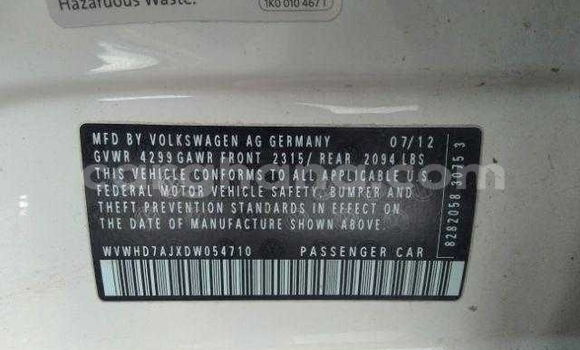 Hazardous Waste.
1K0 010 467 T
MFD BY VOLKSWAGEN AG GERMANY 07/12
GVWR 4299 GAWR FRONT 2315/ REAR 2094 LBS
THIS VEHICLE CONFORMS TO ALL APPLICABLE U.S.
FEDERAL MOTOR VEHICLE SAFETY, BUMPER AND
THEFT PREVENTION STANDARDS IN EFFECT ON
THE DATE OF MANUFACTURE SHOWN ABOVE.
WVWHD7AJXDW054710 PASSENGER CAR
8282058 3075 3